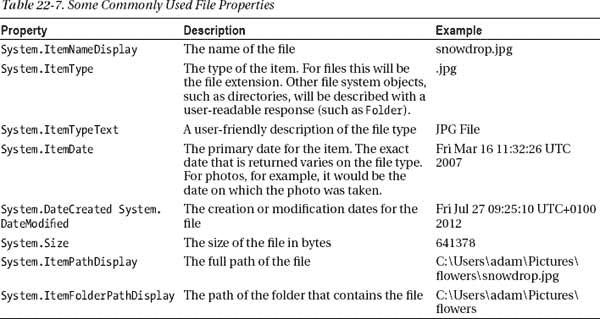 Table 22-7. Some Commonly Used File Properties
Property Description Example
System.ItemNameDisplay The name of the file snowdrop.jpg
System.ItemType The type of the item. For files this will be .jpg
the file extension. Other file system objects,
such as directories, will be described with a
user-readable response (such as Folder).
System.ItemTypeText A user-friendly description of the file type JPG File
System.ItemDate The primary date for the item. The exact Fri Mar 16 11:32:26 UTC
date that is returned varies on the file type. 2007
For photos, for example, it would be the
date on which the photo was taken.
System.DateCreated System. The creation or modification dates for the Fri Jul 27 09:25:10 UTC+0100
DateModified file 2012
System.Size The size of the file in bytes 641378
System.ItemPathDisplay The full path of the file C:\Users\adam\Pictures\
flowers\snowdrop.jpg
System.ItemFolderPathDisplay The path of the folder that contains the file C:\Users\adam\Pictures\
flowers